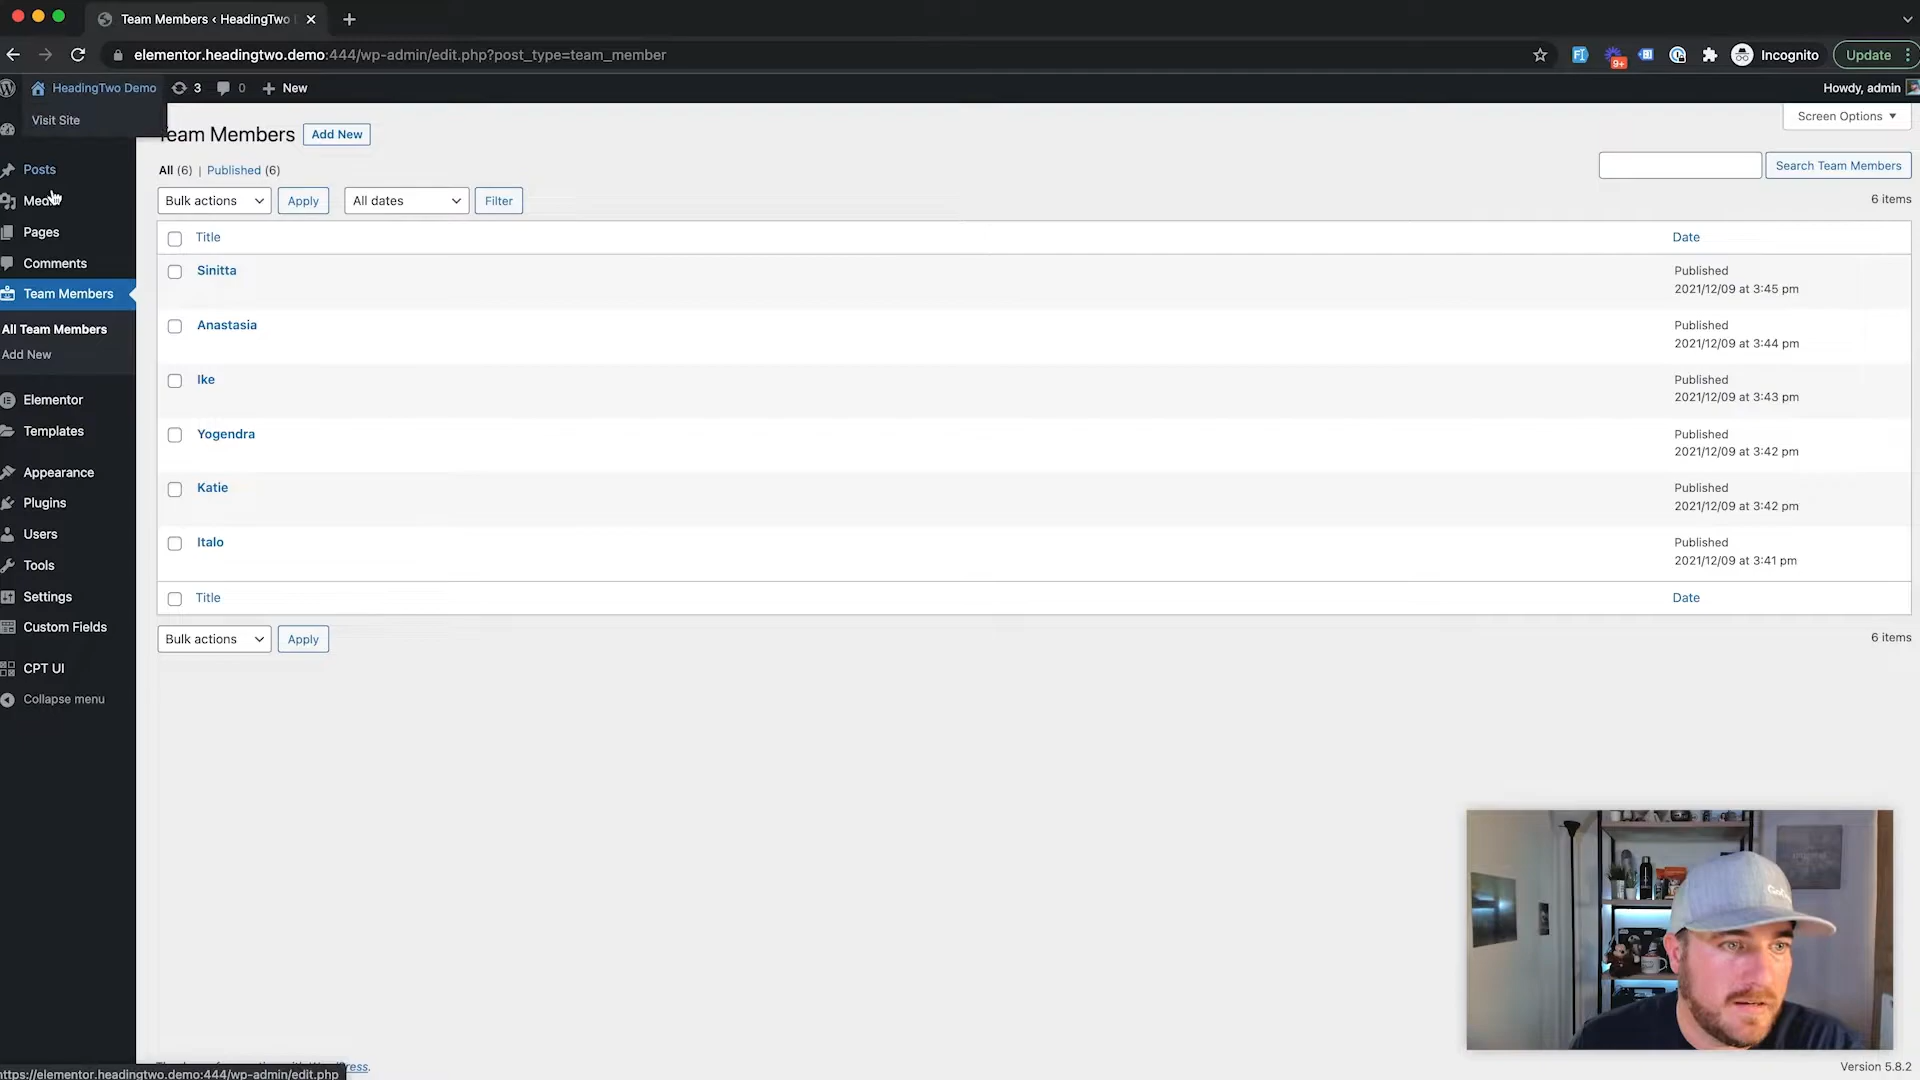 Team Members ‹ HeadingTwo
elementor.headingtwo.demo:444/wp-admin/edit.php?post_type=team_member
9+
Incognito
Update
HeadingTwo Demo
3
0
New
Howdy, admin
Visit Site
Team Members
Add New
Screen Options
Posts
Media
Pages
Comments
Team Members
All Team Members
Add New
Elementor
Templates
Appearance
Plugins
Users
Tools
Settings
Custom Fields
CPT UI
Collapse menu
All (6) | Published (6)
Search Team Members
Bulk actions
Apply
All dates
Filter
6 items
Title
Date
Sinitta
Published
2021/12/09 at 3:45 pm
Anastasia
Published
2021/12/09 at 3:44 pm
Ike
Published
2021/12/09 at 3:43 pm
Yogendra
Published
2021/12/09 at 3:42 pm
Katie
Published
2021/12/09 at 3:42 pm
Italo
Published
2021/12/09 at 3:41 pm
Title
Date
Bulk actions
Apply
6 items
Version 5.8.2
https://elementor.headingtwo.demo:444/wp-admin/edit.php